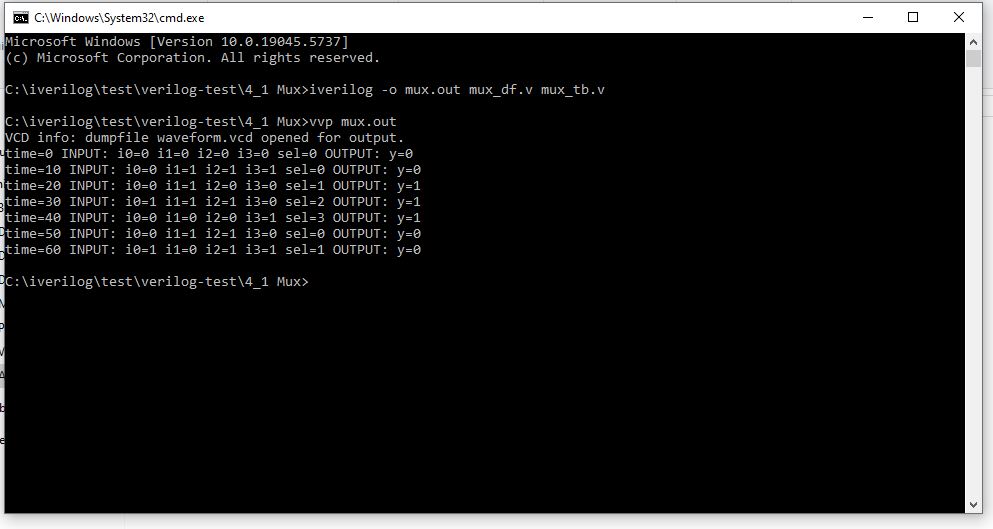 C:\Windows\System32\cmd.exe
Microsoft Windows [Version 10.0.19045.5737]
(c) Microsoft Corporation. All rights reserved.
C:\iverilog\test\verilog-test\4_1 Mux>iverilog -o mux.out mux_df.v mux_tb.v
C:\iverilog\test\verilog-test\4_1 Mux>vvp mux.out
VCD info: dumpfile waveform.vcd opened for output.
time=0 INPUT: i0=0 i1=0 i2=0 i3=0 sel=0 OUTPUT: y=0
time=10 INPUT: i0=0 i1=1 i2=1 i3=1 sel=0 OUTPUT: y=0
time=20 INPUT: i0=0 i1=1 i2=0 i3=0 sel=1 OUTPUT: y=1
time=30 INPUT: i0=1 i1=1 i2=1 i3=0 sel=2 OUTPUT: y=1
time=40 INPUT: i0=0 i1=0 i2=0 i3=1 sel=3 OUTPUT: y=1
time=50 INPUT: i0=0 i1=1 i2=1 i3=0 sel=0 OUTPUT: y=0
time=60 INPUT: i0=1 i1=0 i2=1 i3=1 sel=1 OUTPUT: y=0
C:\iverilog\test\verilog-test\4_1 Mux>